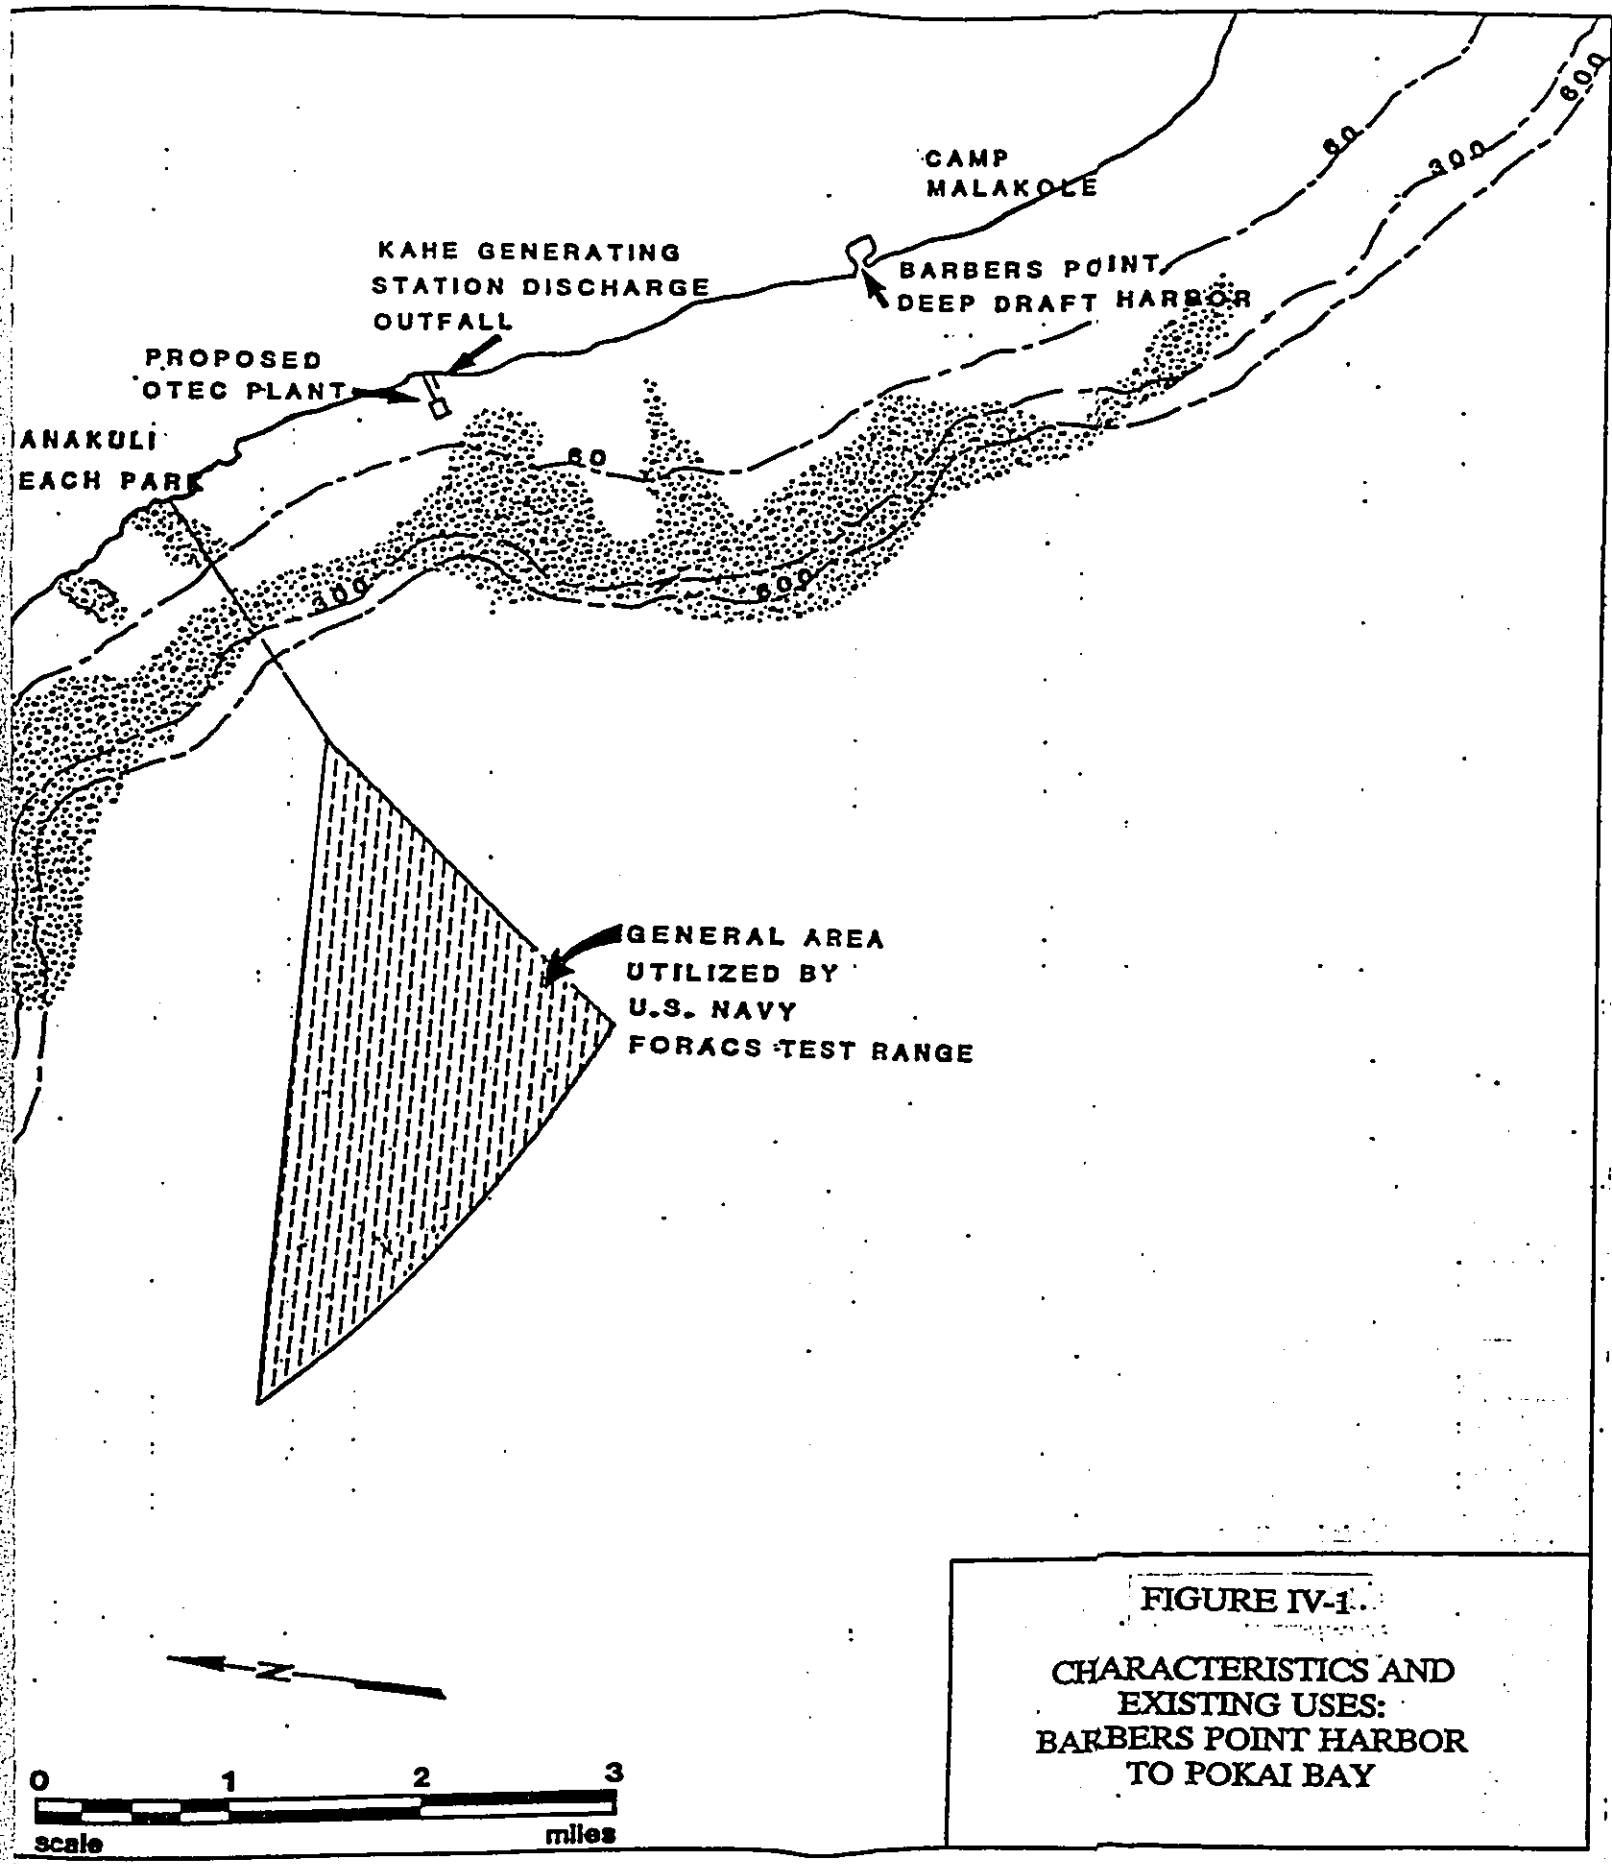 600
60
300
CAMP
MALAKOLE
KAHE GENERATING
STATION DISCHARGE
OUTFALL
BARBERS POINT
DEEP DRAFT HARBOR
PROPOSED
OTEC PLANT
ANAKULI
EACH PARK
60
300
600
GENERAL AREA
UTILIZED BY
U.S. NAVY
FORACS TEST RANGE
N
0 1 2 3
scale miles
FIGURE IV-1
CHARACTERISTICS AND
EXISTING USES:
BARBERS POINT HARBOR
TO POKAI BAY